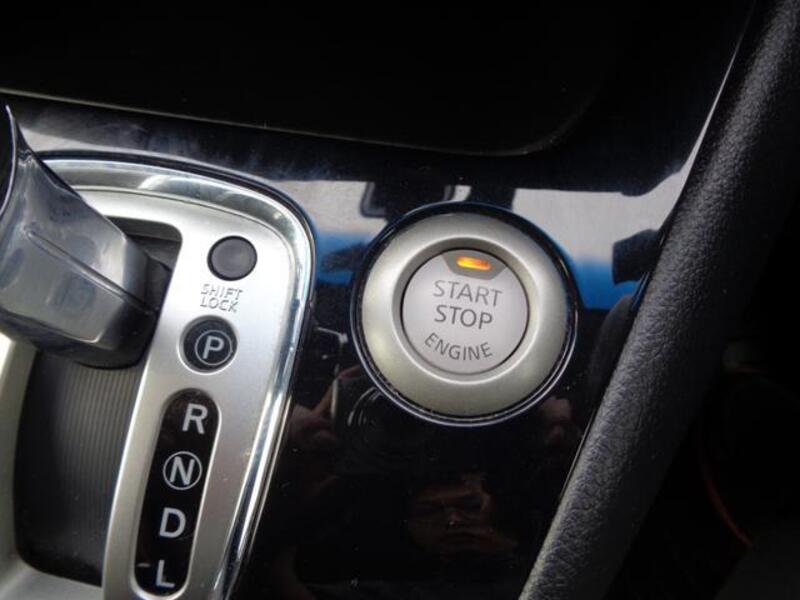 SHIFT
LOCK
P
R
N
D
L
START
STOP
ENGINE